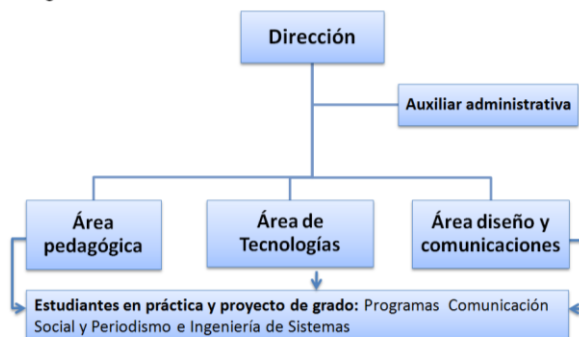 Dirección
Auxiliar administrativa
Área
pedagógica
Área de
Tecnologías
Área diseño y
comunicaciones
Estudiantes en práctica y proyecto de grado: Programas Comunicación
Social y Periodismo e Ingeniería de Sistemas